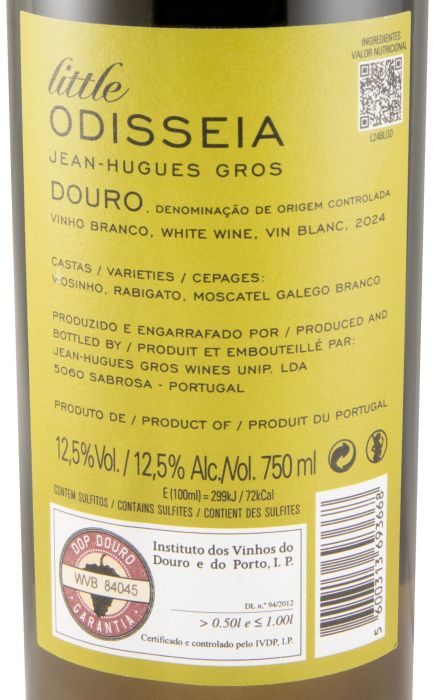 INGREDIENTES
VALOR NUTRICIONAL
L24BLOD
little
ODISSEIA
JEAN-HUGUES GROS
DOURO, DENOMINAÇÃO DE ORIGEM CONTROLADA
VINHO BRANCO, WHITE WINE, VIN BLANC, 2024
CASTAS / VARIETIES / CEPAGES:
VIOSINHO, RABIGATO, MOSCATEL GALEGO BRANCO
PRODUZIDO E ENGARRAFADO POR / PRODUCED AND
BOTTLED BY / PRODUIT ET EMBOUTEILLÉ PAR:
JEAN-HUGUES GROS WINES UNIP. LDA
5060 SABROSA - PORTUGAL
PRODUTO DE / PRODUCT OF / PRODUIT DU PORTUGAL
12,5%Vol. / 12,5% Alc./Vol. 750 ml
E (100ml) = 299kJ / 72kCal
CONTÉM SULFITOS / CONTAINS SULFITES / CONTIENT DES SULFITES
DOP DOURO
WVB 84045
GARANTIA
Instituto dos Vinhos do
Douro e do Porto, I. P.
DL n.º 94/2012
> 0.50l e ≤ 1.00l
Certificado e controlado pelo IVDP, I.P.
5 600313 693668